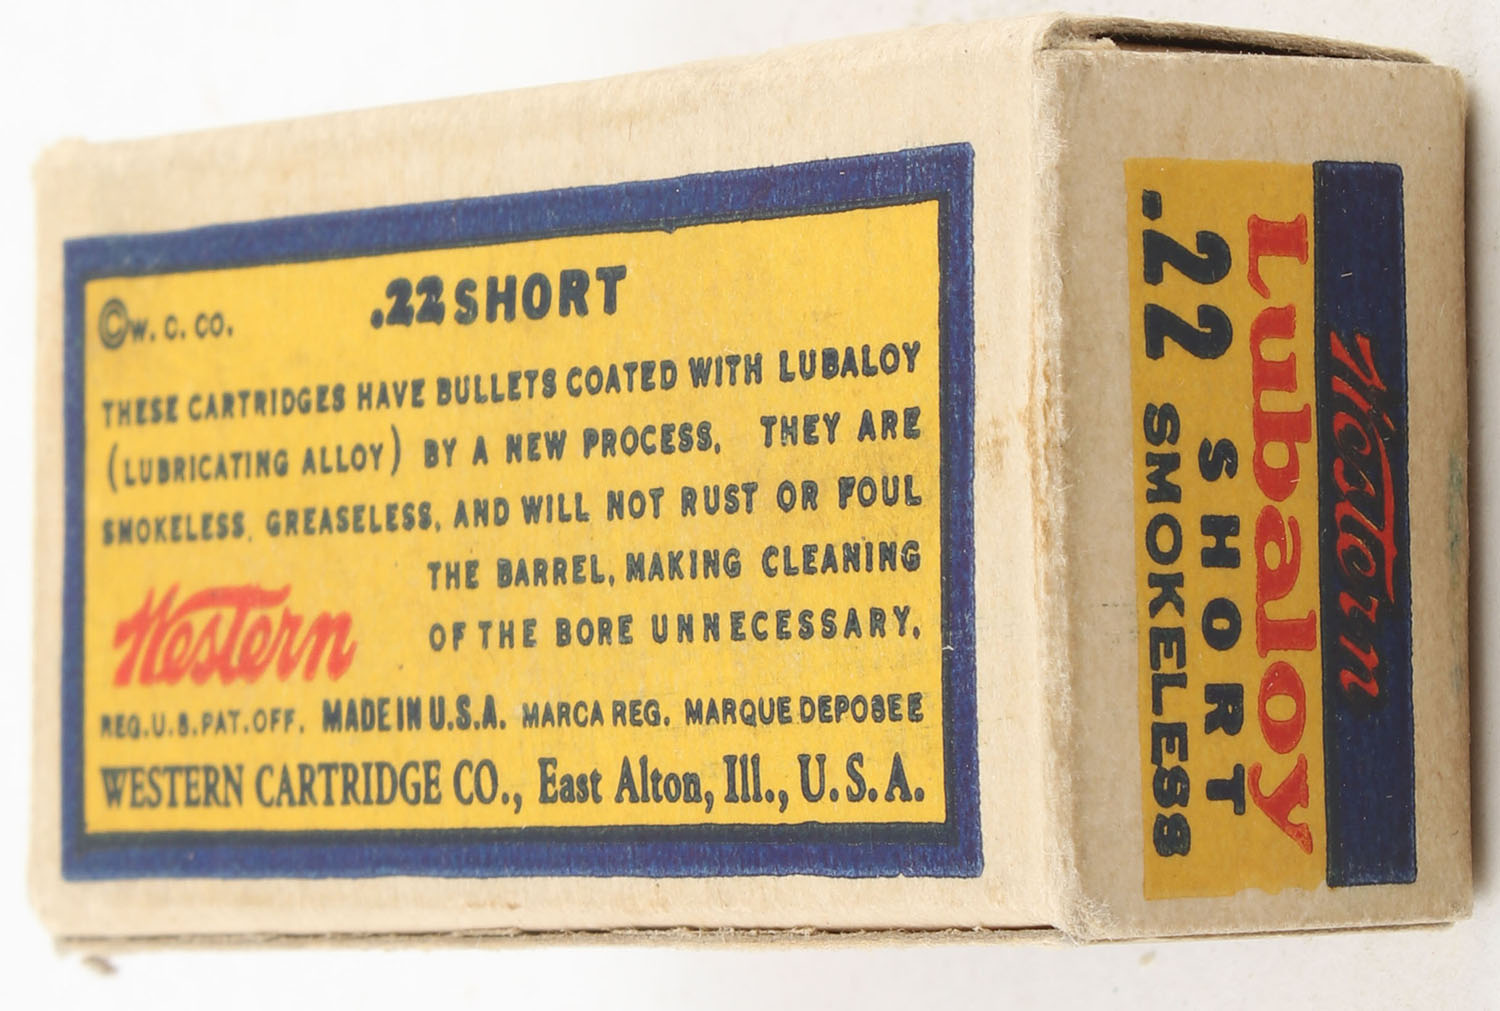 © W. C. CO.
.22 SHORT
THESE CARTRIDGES HAVE BULLETS COATED WITH LUBALOY
(LUBRICATING ALLOY) BY A NEW PROCESS. THEY ARE
SMOKELESS, GREASELESS, AND WILL NOT RUST OR FOUL
THE BARREL, MAKING CLEANING
OF THE BORE UNNECESSARY.
Western
REG.U.S.PAT.OFF. MADE IN U.S.A. MARCA REG. MARQUE DEPOSEE
WESTERN CARTRIDGE CO., East Alton, Ill., U.S.A.
Western
Lubaloy
.22 SHORT
SMOKELESS